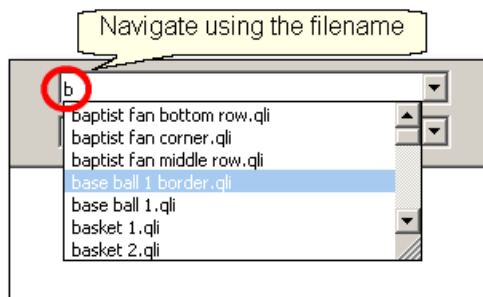 Navigate using the filename
b
baptist fan bottom row.qli
baptist fan corner.qli
baptist fan middle row.qli
base ball 1 border.qli
base ball 1.qli
basket 1.qli
basket 2.qli